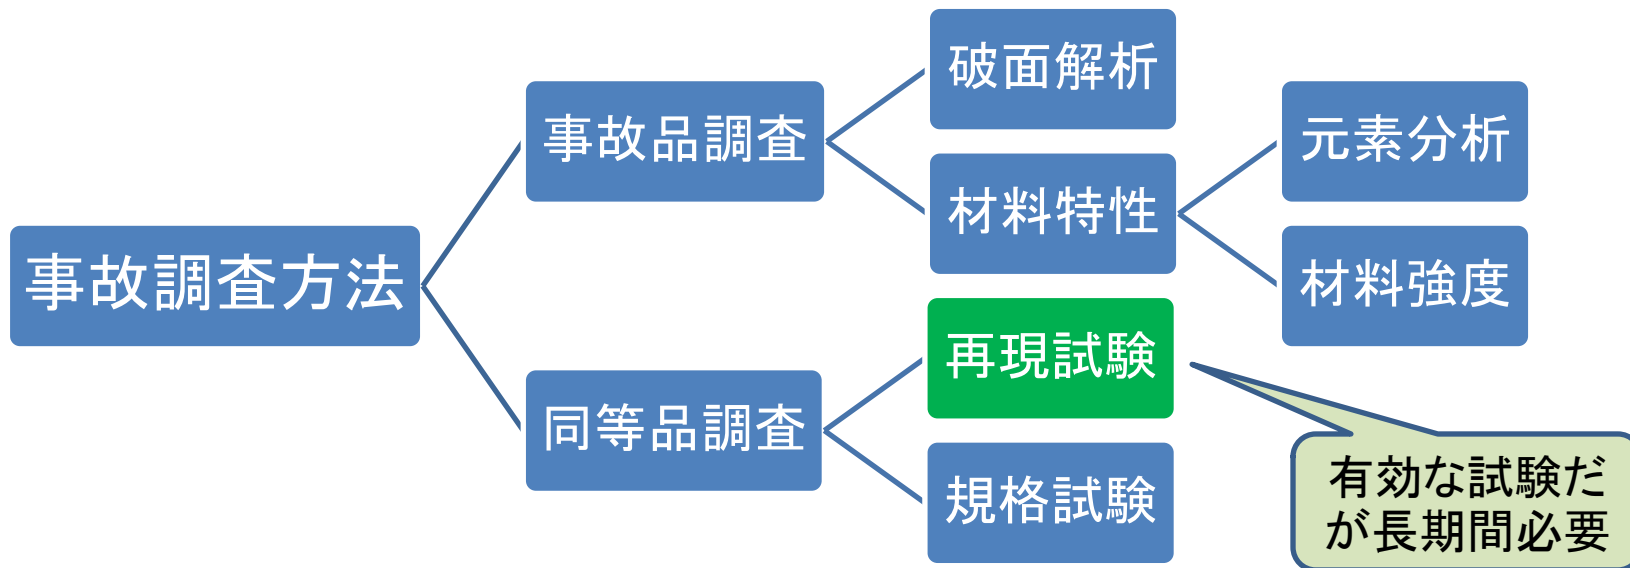 事故調査方法
事故品調査
破面解析
材料特性
元素分析
材料強度
同等品調査
再現試験
規格試験
有効な試験だ
が長期間必要